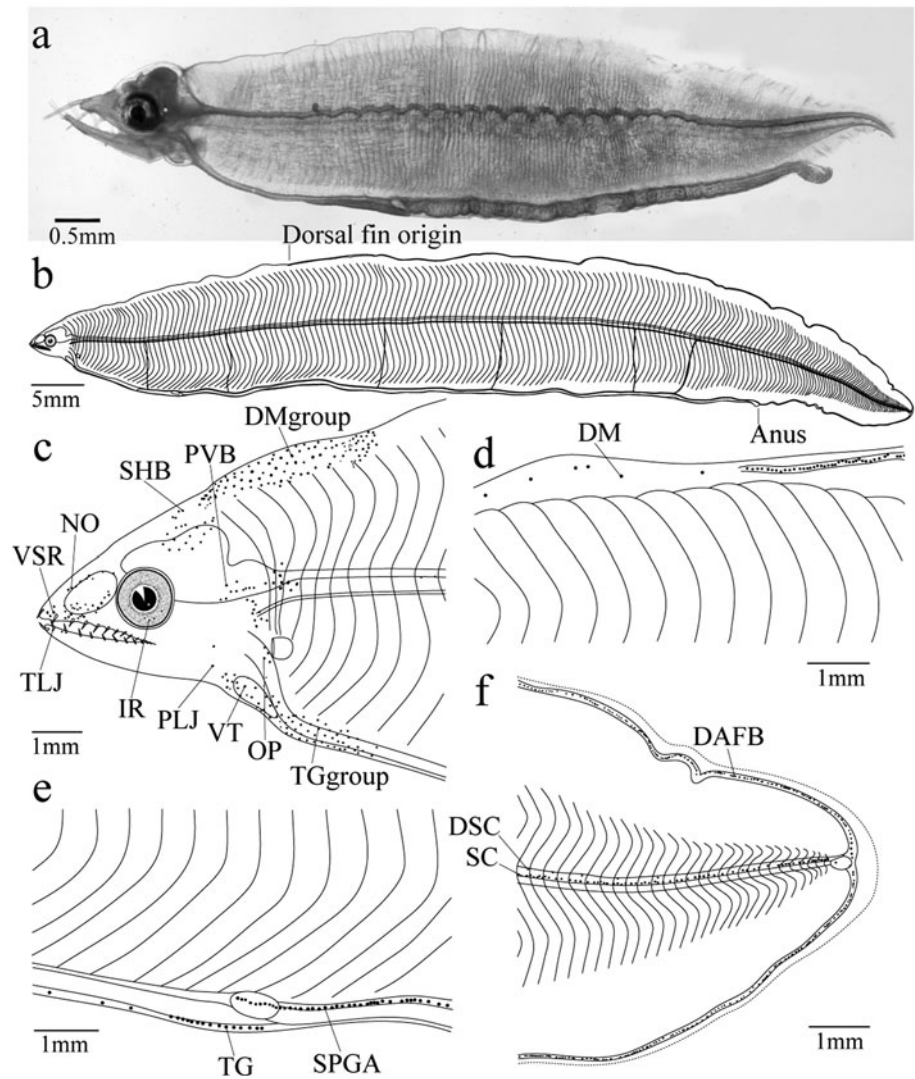 a
0.5mm
Dorsal fin origin
b
5mm
Anus
c
DMgroup
PVB
SHB
NO
VSR
TLJ
IR
PLJ
VT
OP
TGgroup
1mm
d
DM
1mm
e
TG
SPGA
1mm
f
DAFB
DSC
SC
1mm